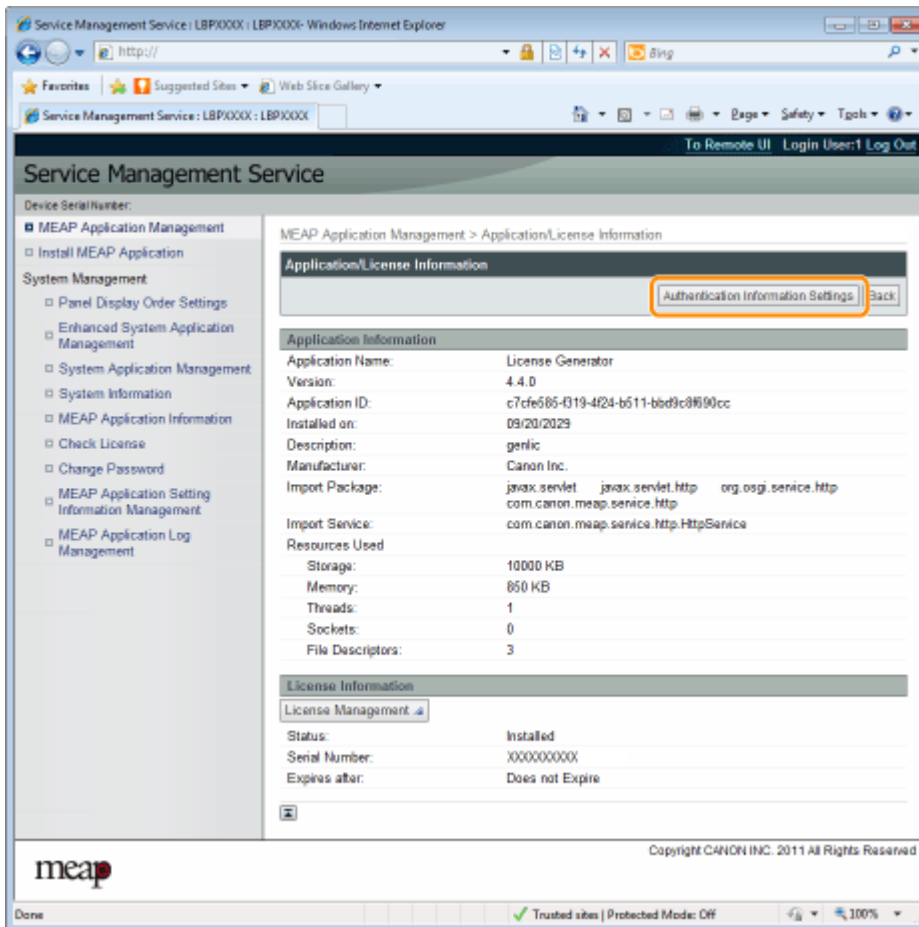 Service Management Service : LBPXXXX : LBPXXXX- Windows Internet Explorer
http://
Bing
Favorites Suggested Sites Web Slice Gallery
Service Management Service : LBPXXXX : LBPXXXX Page Safety Tools
To Remote UI Login User:1 Log Out
Service Management Service
Device Serial Number:
MEAP Application Management
Install MEAP Application
System Management
Panel Display Order Settings
Enhanced System Application
Management
System Application Management
System Information
MEAP Application Information
Check License
Change Password
MEAP Application Setting
Information Management
MEAP Application Log
Management
MEAP Application Management > Application/License Information
Application/License Information
Authentication Information Settings Back
Application Information
Application Name: License Generator
Version: 4.4.0
Application ID: c7cfe585-f319-4f24-b511-bbd9c8f690cc
Installed on: 09/20/2029
Description: genlic
Manufacturer: Canon Inc.
Import Package: javax.servlet javax.servlet.http org.osgi.service.http
com.canon.meap.service.http
Import Service: com.canon.meap.service.http.HttpService
Resources Used
Storage: 10000 KB
Memory: 850 KB
Threads: 1
Sockets: 0
File Descriptors: 3
License Information
License Management
Status: Installed
Serial Number: XXXXXXXXXX
Expires after: Does not Expire
Copyright CANON INC. 2011 All Rights Reserved
meap
Done Trusted sites | Protected Mode: Off 100%